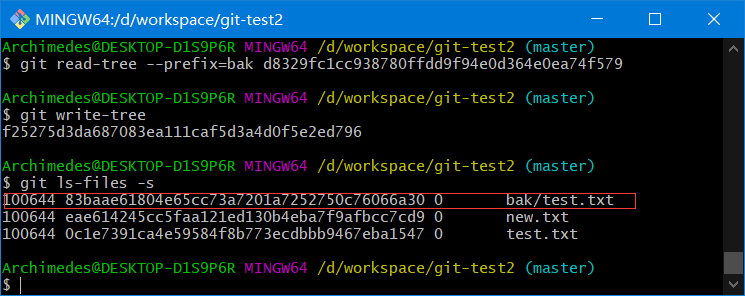 MINGW64:/d/workspace/git-test2
Archimedes@DESKTOP-D1S9P6R MINGW64 /d/workspace/git-test2 (master)
$ git read-tree --prefix=bak d8329fc1cc938780ffdd9f94e0d364e0ea74f579
Archimedes@DESKTOP-D1S9P6R MINGW64 /d/workspace/git-test2 (master)
$ git write-tree
f25275d3da687083ea111caf5d3a4d0f5e2ed796
Archimedes@DESKTOP-D1S9P6R MINGW64 /d/workspace/git-test2 (master)
$ git ls-files -s
100644 83baae61804e65cc73a7201a7252750c76066a30 0 bak/test.txt
100644 eae614245cc5faa121ed130b4eba7f9afbcc7cd9 0 new.txt
100644 0c1e7391ca4e59584f8b773ecdbbb9467eba1547 0 test.txt
Archimedes@DESKTOP-D1S9P6R MINGW64 /d/workspace/git-test2 (master)
$